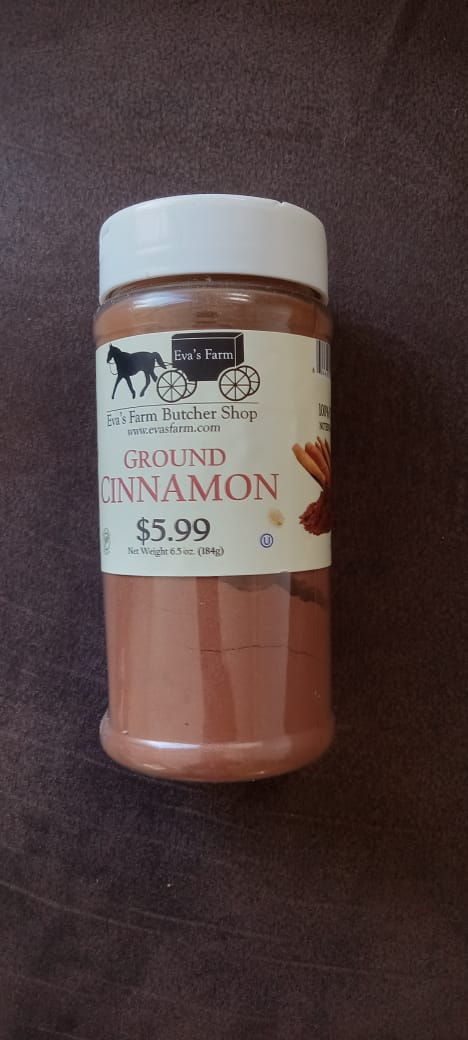 Eva's Farm
Eva's Farm Butcher Shop
www.evasfarm.com
GROUND
CINNAMON
$5.99
Net Weight 6.5 oz. (184g)
U
100%